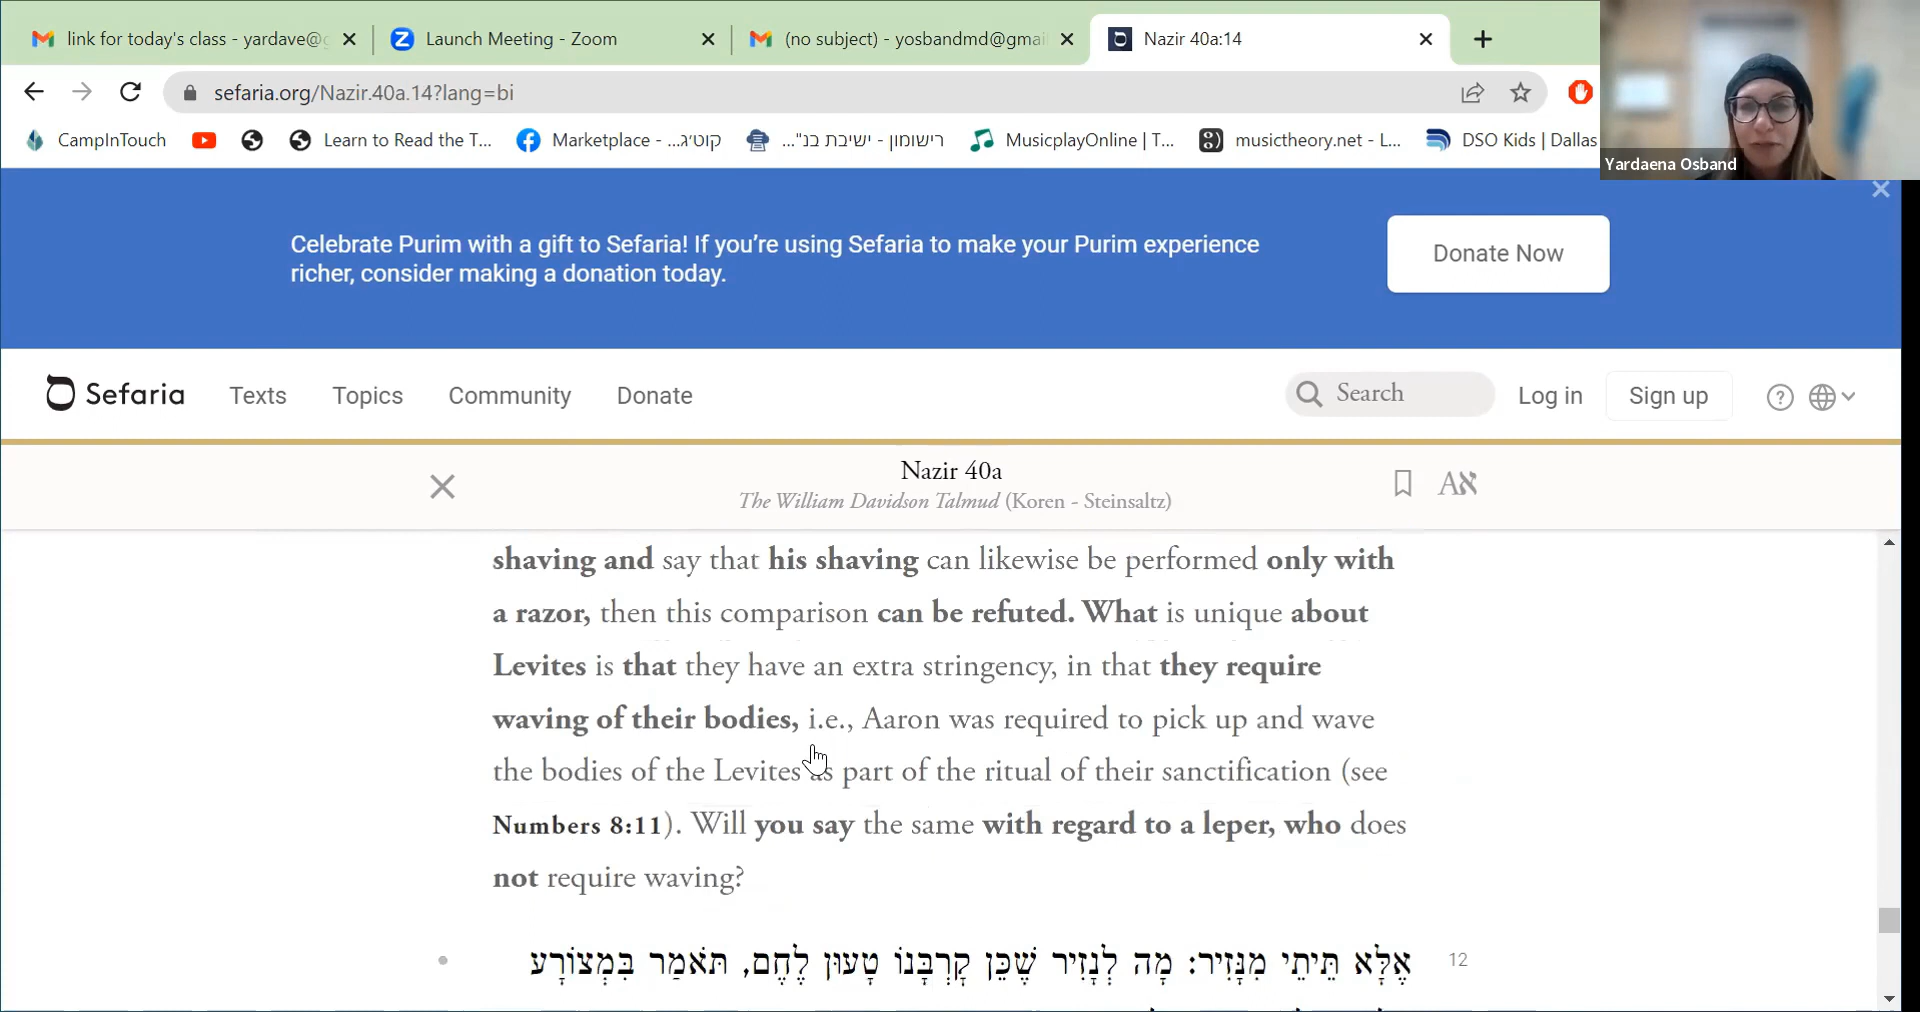 link for today's class - yardave@g
Launch Meeting - Zoom
(no subject) - yosbandmd@gmai
Nazir 40a:14
sefaria.org/Nazir.40a.14?lang=bi
CampInTouch
Learn to Read the T...
Marketplace - קוט׳ג...
רישומון - ישיבת בנ"...
MusicplayOnline | T...
musictheory.net - L...
DSO Kids | Dallas
Yardaena Osband
Celebrate Purim with a gift to Sefaria! If you're using Sefaria to make your Purim experience
richer, consider making a donation today.
Donate Now
Sefaria
Texts
Topics
Community
Donate
Search
Log in
Sign up
Nazir 40a
The William Davidson Talmud (Koren - Steinsaltz)
shaving and say that his shaving can likewise be performed only with
a razor, then this comparison can be refuted. What is unique about
Levites is that they have an extra stringency, in that they require
waving of their bodies, i.e., Aaron was required to pick up and wave
the bodies of the Levites as part of the ritual of their sanctification (see
Numbers 8:11). Will you say the same with regard to a leper, who does
not require waving?
אֶלָּא תֵּיתֵי מִנָּזִיר: מָה לְנָזִיר שֶׁכֵּן קׇרְבָּנוֹ טָעוּן לֶחֶם, תֹּאמַר בִּמְצוֹרָע
12